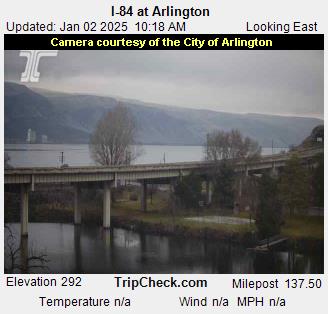 I-84 at Arlington
Updated: Jan 02 2025 10:18 AM Looking East
Camera courtesy of the City of Arlington
Elevation 292 TripCheck.com Milepost 137.50
Temperature n/a Wind n/a MPH n/a